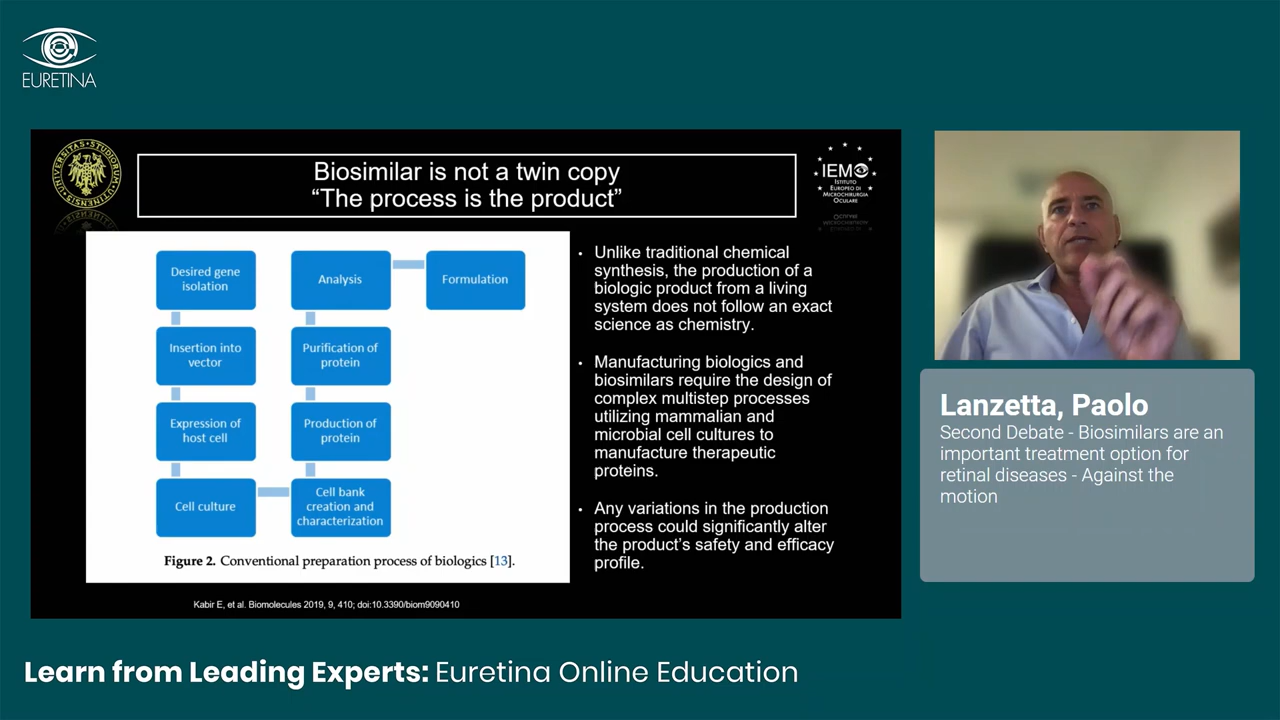 EURETINA
UNIVERSITAS STUDIORUM UTINENSIS
Biosimilar is not a twin copy
“The process is the product”
IEMO
ISTITUTO
EUROPEO DI
MICROCHIRURGIA
OCULARE
Desired gene
isolation
Insertion into
vector
Expression of
host cell
Cell culture
Analysis
Purification of
protein
Production of
protein
Cell bank
creation and
characterization
Formulation
Figure 2. Conventional preparation process of biologics [13].
• Unlike traditional chemical
synthesis, the production of a
biologic product from a living
system does not follow an exact
science as chemistry.
• Manufacturing biologics and
biosimilars require the design of
complex multistep processes
utilizing mammalian and
microbial cell cultures to
manufacture therapeutic
proteins.
• Any variations in the production
process could significantly alter
the product’s safety and efficacy
profile.
Kabir E, et al. Biomolecules 2019, 9, 410; doi:10.3390/biom9090410
Lanzetta, Paolo
Second Debate - Biosimilars are an
important treatment option for
retinal diseases - Against the
motion
Learn from Leading Experts: Euretina Online Education